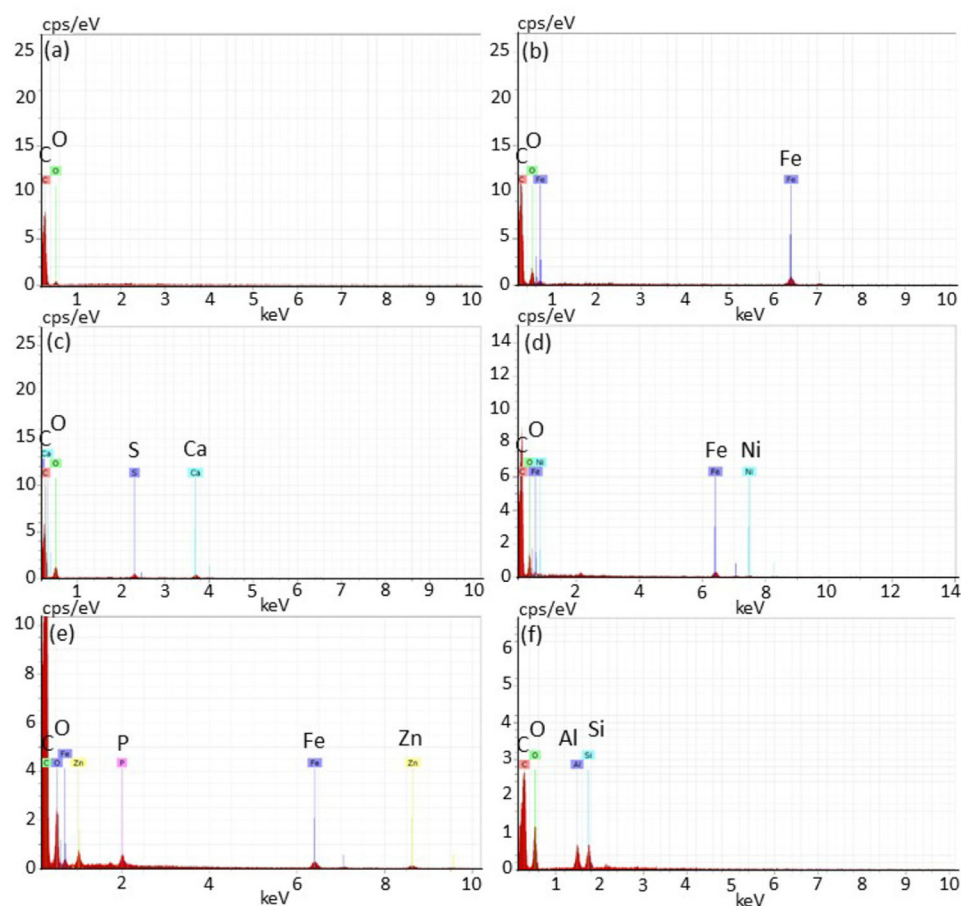 cps/eV
(a)
25
20
15
10
5
0
C O
C O
1 2 3 4 5 6 7 8 9 10
keV
cps/eV
(b)
25
20
15
10
5
0
C O Fe
C O Fe Fe
1 2 3 4 5 6 7 8 9 10
keV
cps/eV
(c)
25
20
15
10
5
0
C O S Ca
Ca
C O S Ca
1 2 3 4 5 6 7 8 9 10
keV
cps/eV
(d)
14
12
10
8
6
4
2
0
C O Fe Ni
O Ni
C Fe Fe Ni
2 4 6 8 10 12 14
keV
cps/eV
(e)
10
8
6
4
2
0
C O P Fe Zn
Fe
C O Zn P Fe Zn
2 4 6 8 10
keV
cps/eV
(f)
6
5
4
3
2
1
0
C O Al Si
O Si
C Al
1 2 3 4 5 6 7 8 9 10
keV